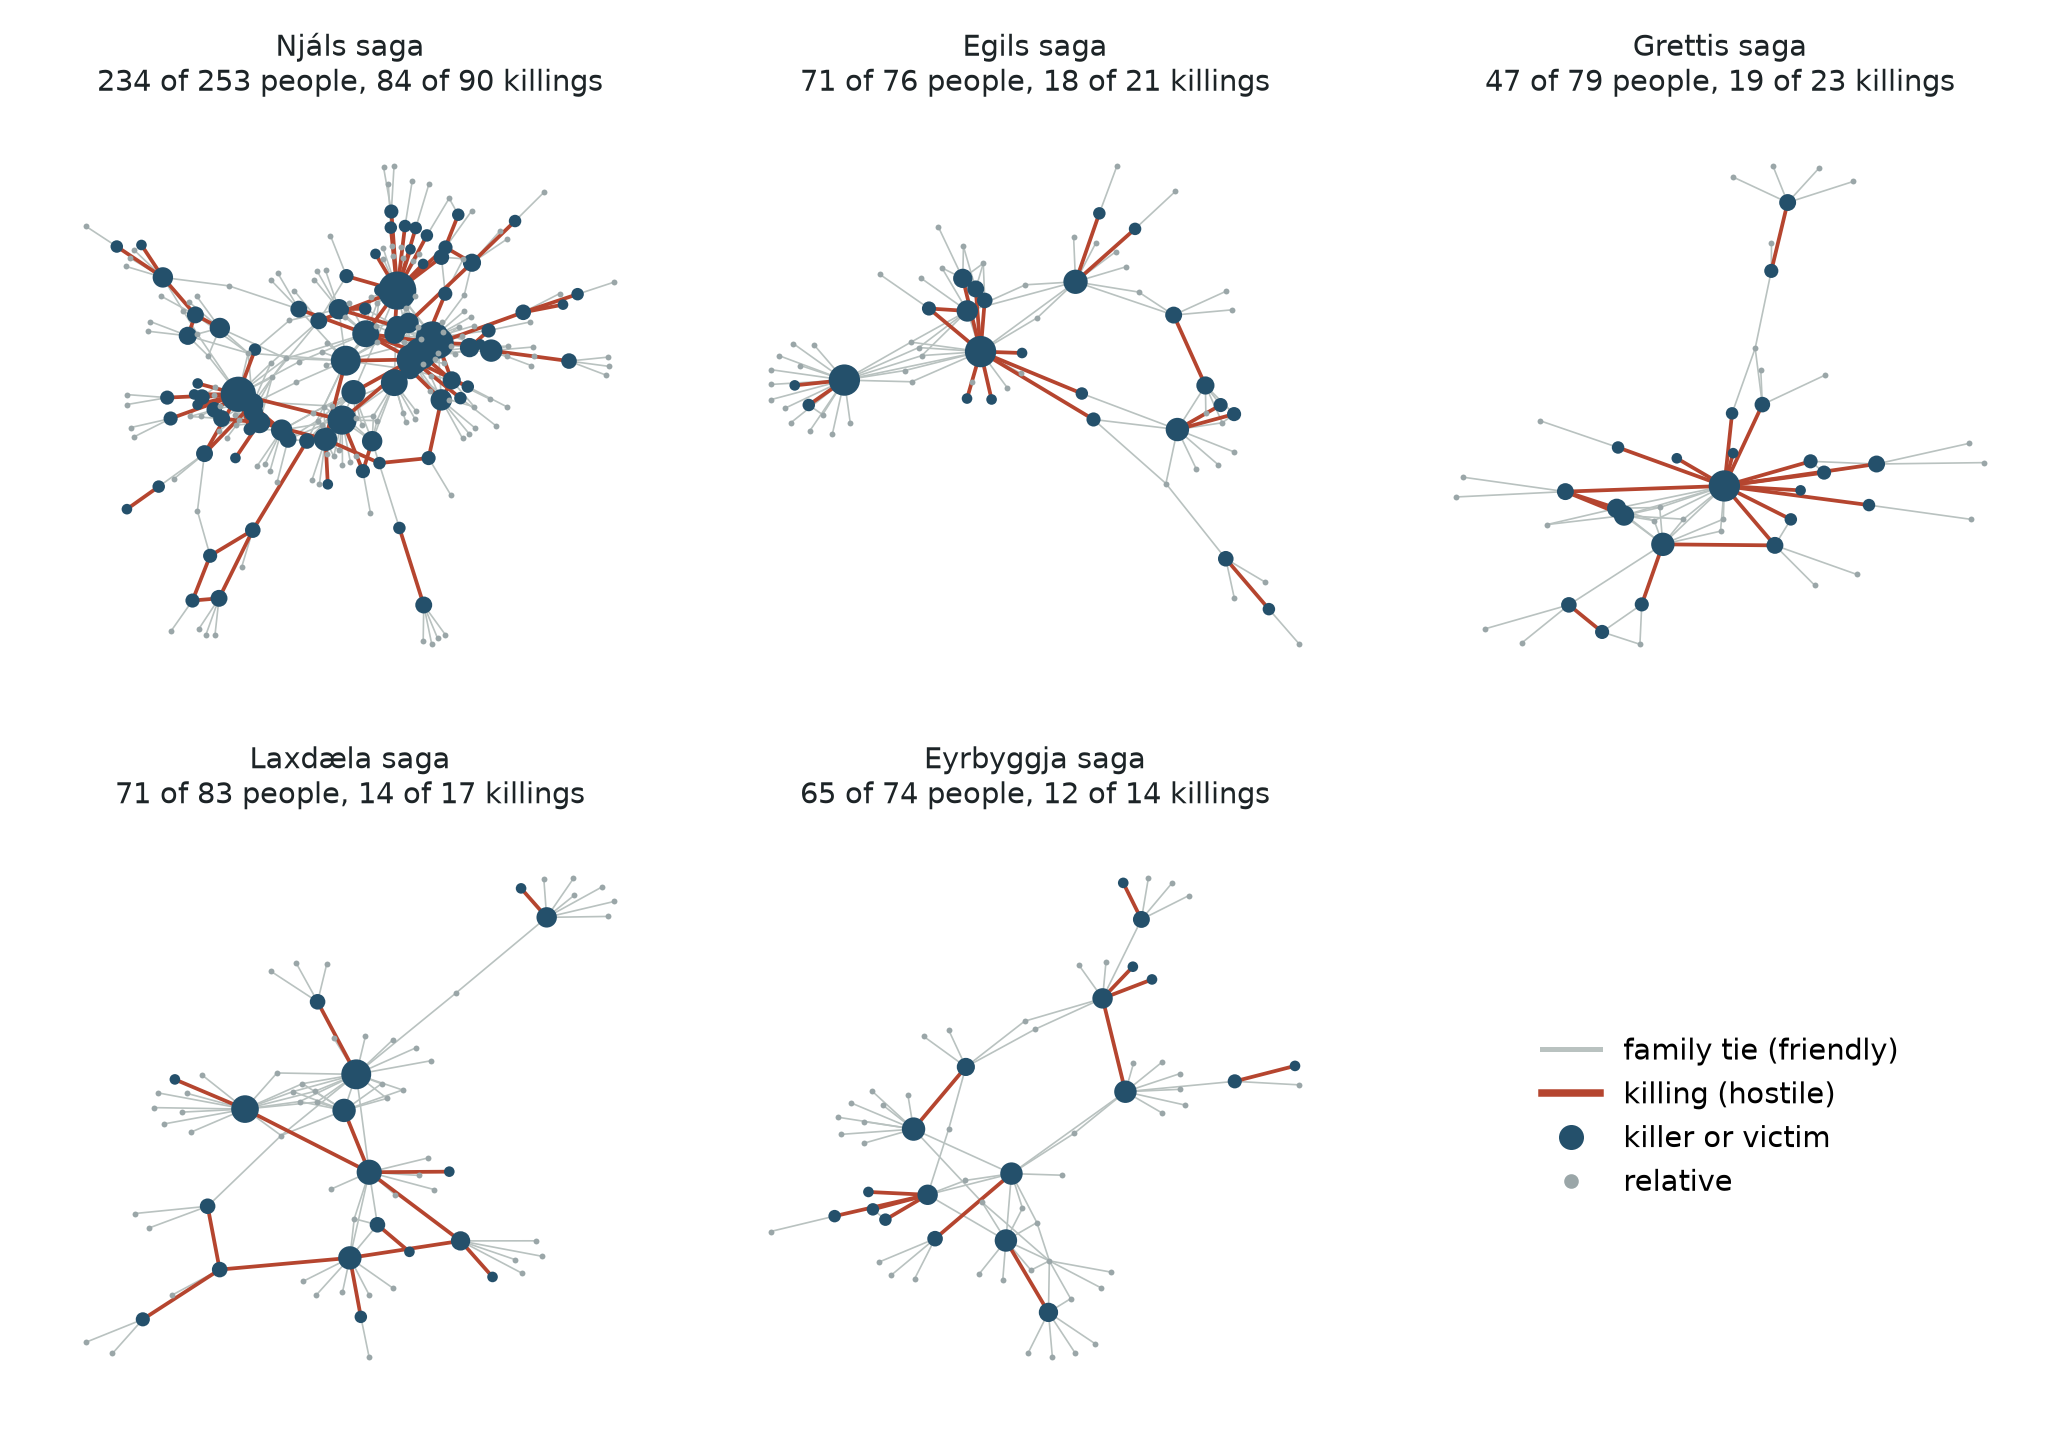 Njáls saga
234 of 253 people, 84 of 90 killings
Egils saga
71 of 76 people, 18 of 21 killings
Grettis saga
47 of 79 people, 19 of 23 killings
Laxdæla saga
71 of 83 people, 14 of 17 killings
Eyrbyggja saga
65 of 74 people, 12 of 14 killings
family tie (friendly)
killing (hostile)
killer or victim
relative